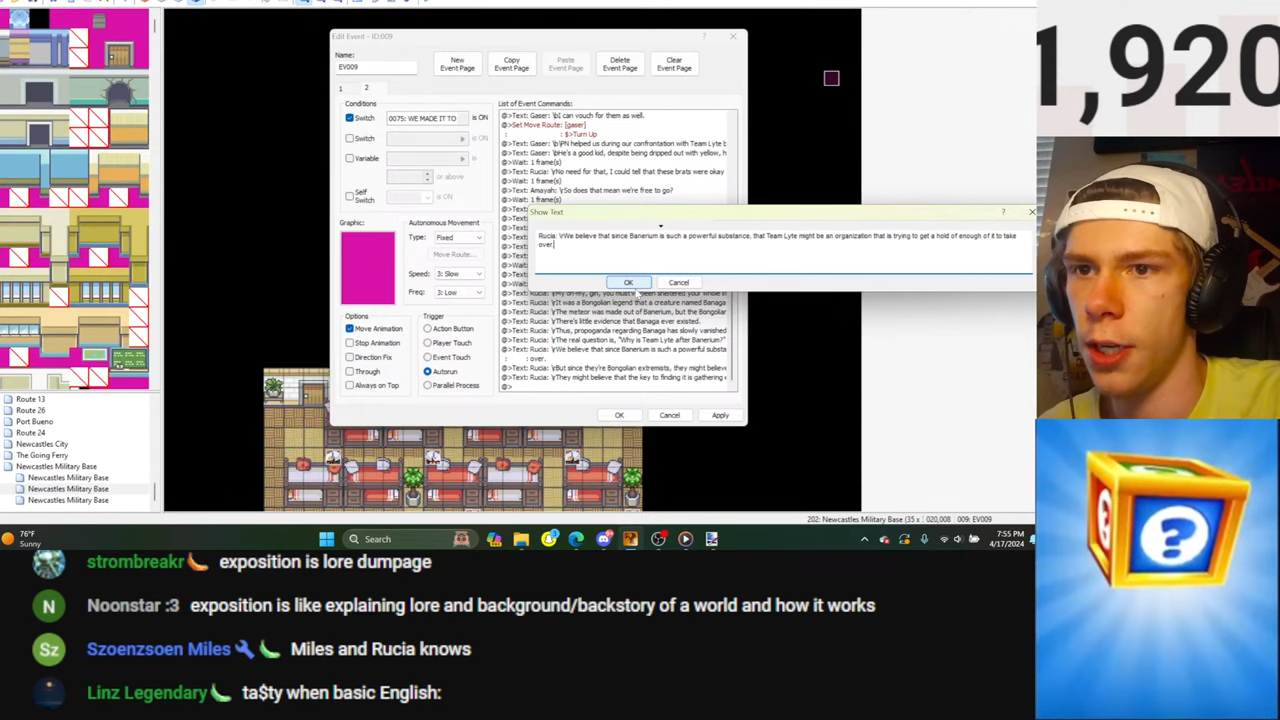 1,920
Edit Event - ID:009
Name:
EV009
New Event Page
Copy Event Page
Paste Event Page
Delete Event Page
Clear Event Page
1
2
Conditions
Switch
0075: WE MADE IT TO
is ON
Switch
is ON
Variable
is
or above
Self Switch
is ON
Graphic:
Autonomous Movement
Type:
Fixed
Move Route...
Speed:
3: Slow
Freq:
3: Low
Options
Move Animation
Stop Animation
Direction Fix
Through
Always on Top
Trigger
Action Button
Player Touch
Event Touch
Autorun
Parallel Process
List of Event Commands:
@>Text: Gaser: \bI can vouch for them as well.
@>Set Move Route: [gaser]
: : $>Turn Up
@>Text: Gaser: \b\PN helped us during our confrontation with Team Lyte b
@>Text: Gaser: \bHe's a good kid, despite being dripped out with yellow, h
@>Wait: 1 frame(s)
@>Text: Rucia: \rNo need for that, I could tell that these brats were okay
@>Wait: 1 frame(s)
@>Text: Amayah: \rSo does that mean we're free to go?
@>Wait: 1 frame(s)
Show Text
Rucia: \rWe believe that since Banerium is such a powerful substance, that Team Lyte might be an organization that is trying to get a hold of enough of it to take
over.
OK
Cancel
@>Text: Rucia: \rIt was a Bongolian legend that a creature named Banaga
@>Text: Rucia: \rThe meteor was made out of Banerium, but the Bongolian
@>Text: Rucia: \rThere's little evidence that Banaga ever existed.
@>Text: Rucia: \rThus, propoganda regarding Banaga has slowly vanished
@>Text: Rucia: \rThe real question is, "Why is Team Lyte after Banerium?"
@>Text: Rucia: \rWe believe that since Banerium is such a powerful substa
: : over.
@>Text: Rucia: \rBut since they're Bongolian extremists, they might believe
@>Text: Rucia: \rThey might believe that the key to finding it is gathering e
@>
OK
Cancel
Apply
Route 13
Route 26
Port Bueno
Route 24
Newcastles City
The Going Ferry
Newcastles Military Base
Newcastles Military Base
Newcastles Military Base
Newcastles Military Base
202: Newcastles Military Base (35 x
020,008
009: EV009
76°F
Sunny
Search
7:55 PM
4/17/2024
strombreakr exposition is lore dumpage
N
Noonstar :3 exposition is like explaining lore and background/backstory of a world and how it works
Sz
Szoenzsoen Miles Miles and Rucia knows
Linz Legendary ta$ty when basic English:
?
?